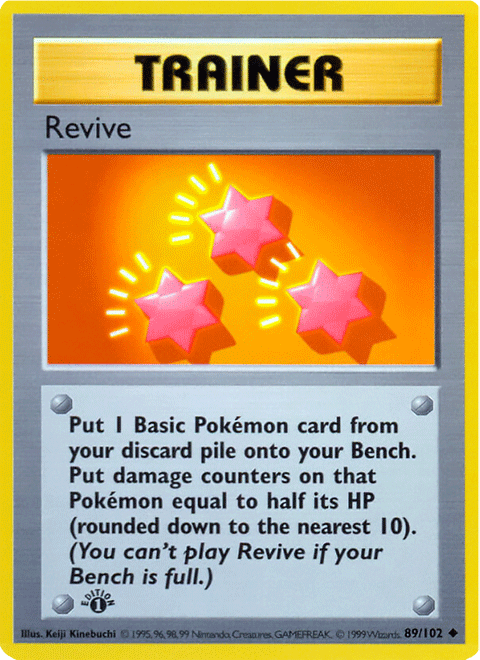 TRAINER
Revive
Put 1 Basic Pokémon card from
your discard pile onto your Bench.
Put damage counters on that
Pokémon equal to half its HP
(rounded down to the nearest 10).
(You can't play Revive if your
Bench is full.)
EDITION
1
Illus. Keiji Kinebuchi © 1995, 96, 98, 99 Nintendo, Creatures, GAMEFREAK. © 1999 Wizards. 89/102 ◆